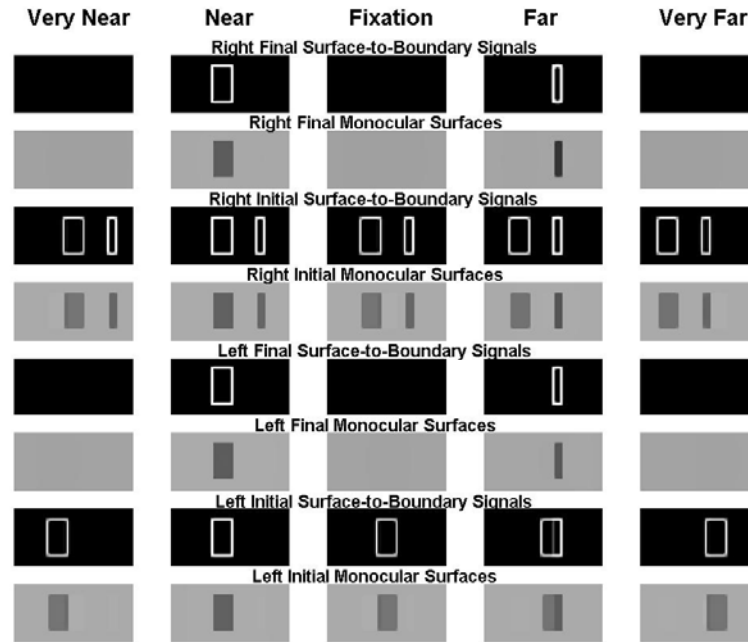 Very Near Near Fixation Far Very Far
Right Final Surface-to-Boundary Signals
Right Final Monocular Surfaces
Right Initial Surface-to-Boundary Signals
Right Initial Monocular Surfaces
Left Final Surface-to-Boundary Signals
Left Final Monocular Surfaces
Left Initial Surface-to-Boundary Signals
Left Initial Monocular Surfaces